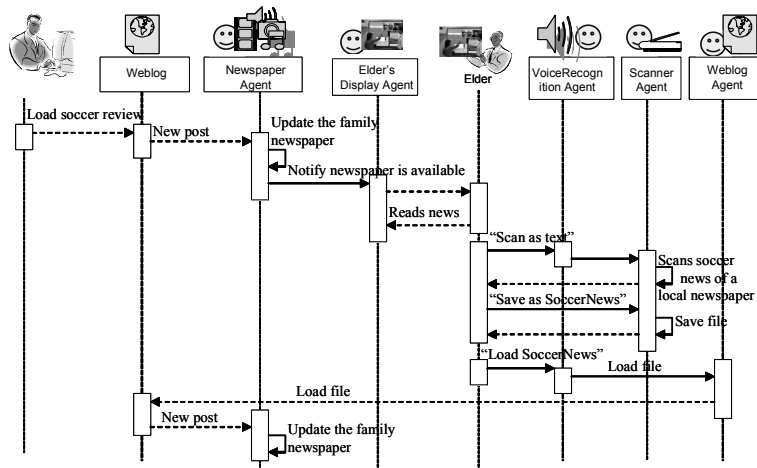 Weblog
Newspaper
Agent
Elder's
Display Agent
Elder
VoiceRecogn
ition Agent
Scanner
Agent
Weblog
Agent
Load soccer review
New post
Update the family
newspaper
Notify newspaper is available
Reads news
“Scan as text”
Scans soccer
news of a
local newspaper
“Save as SoccerNews”
Save file
“Load SoccerNews”
Load file
Load file
New post
Update the family
newspaper